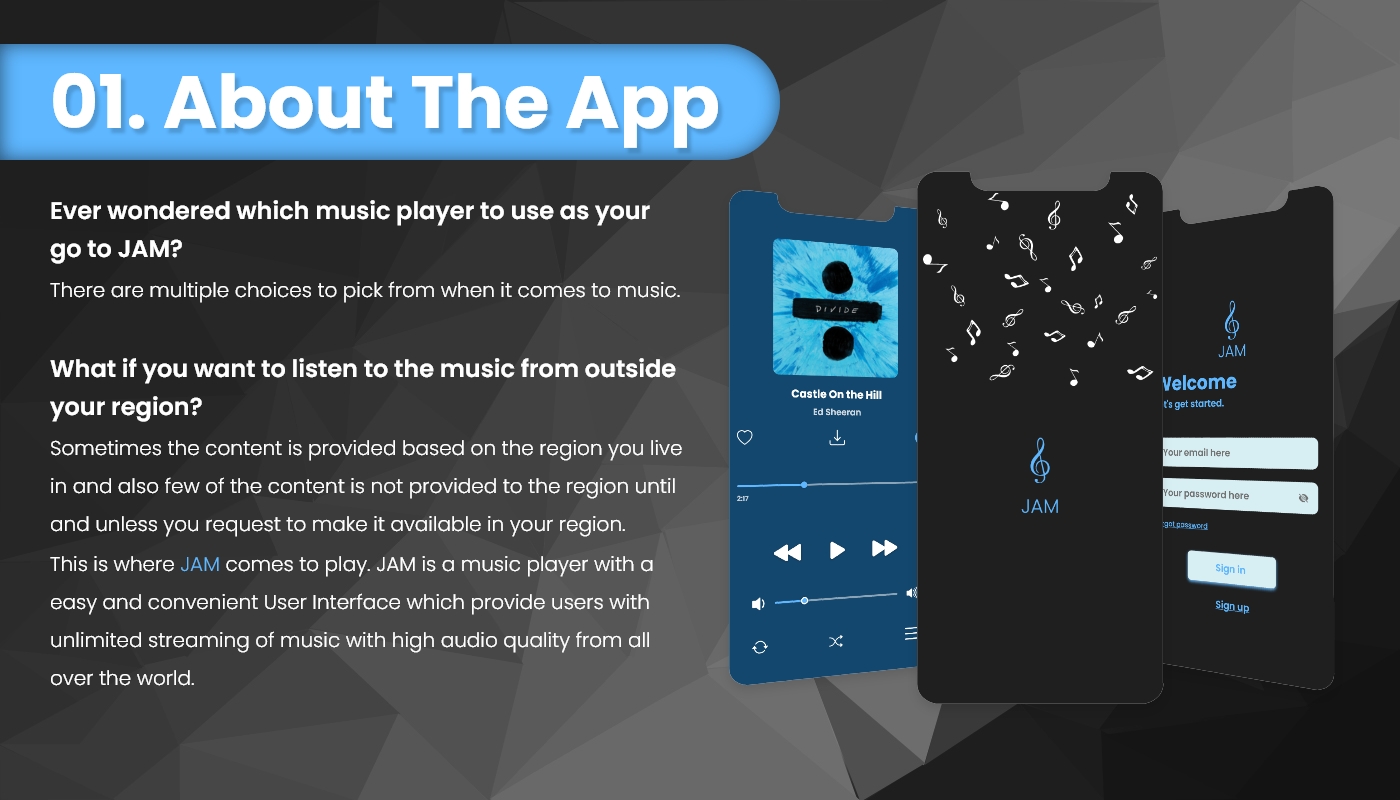 01. About The App
Ever wondered which music player to use as your
go to JAM?
There are multiple choices to pick from when it comes to music.
What if you want to listen to the music from outside
your region?
Sometimes the content is provided based on the region you live
in and also few of the content is not provided to the region until
and unless you request to make it available in your region.
This is where JAM comes to play. JAM is a music player with a
easy and convenient User Interface which provide users with
unlimited streaming of music with high audio quality from all
over the world.
DIVIDE
Castle On the Hill
Ed Sheeran
2:17
JAM
JAM
Welcome
t's get started.
Your email here
Your password here
got password
Sign in
Sign up